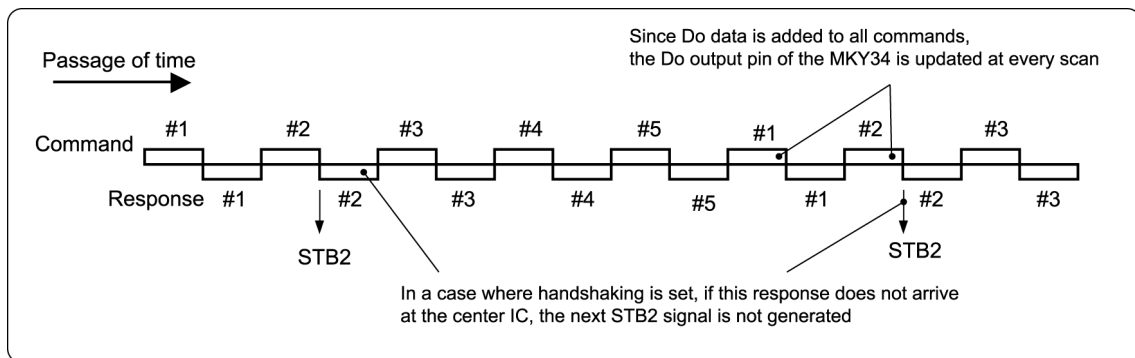 Since Do data is added to all commands,
the Do output pin of the MKY34 is updated at every scan
Passage of time
Command
#1 #2 #3 #4 #5 #1 #2 #3
Response
#1 #2 #3 #4 #5 #1 #2 #3
STB2 STB2
In a case where handshaking is set, if this response does not arrive
at the center IC, the next STB2 signal is not generated